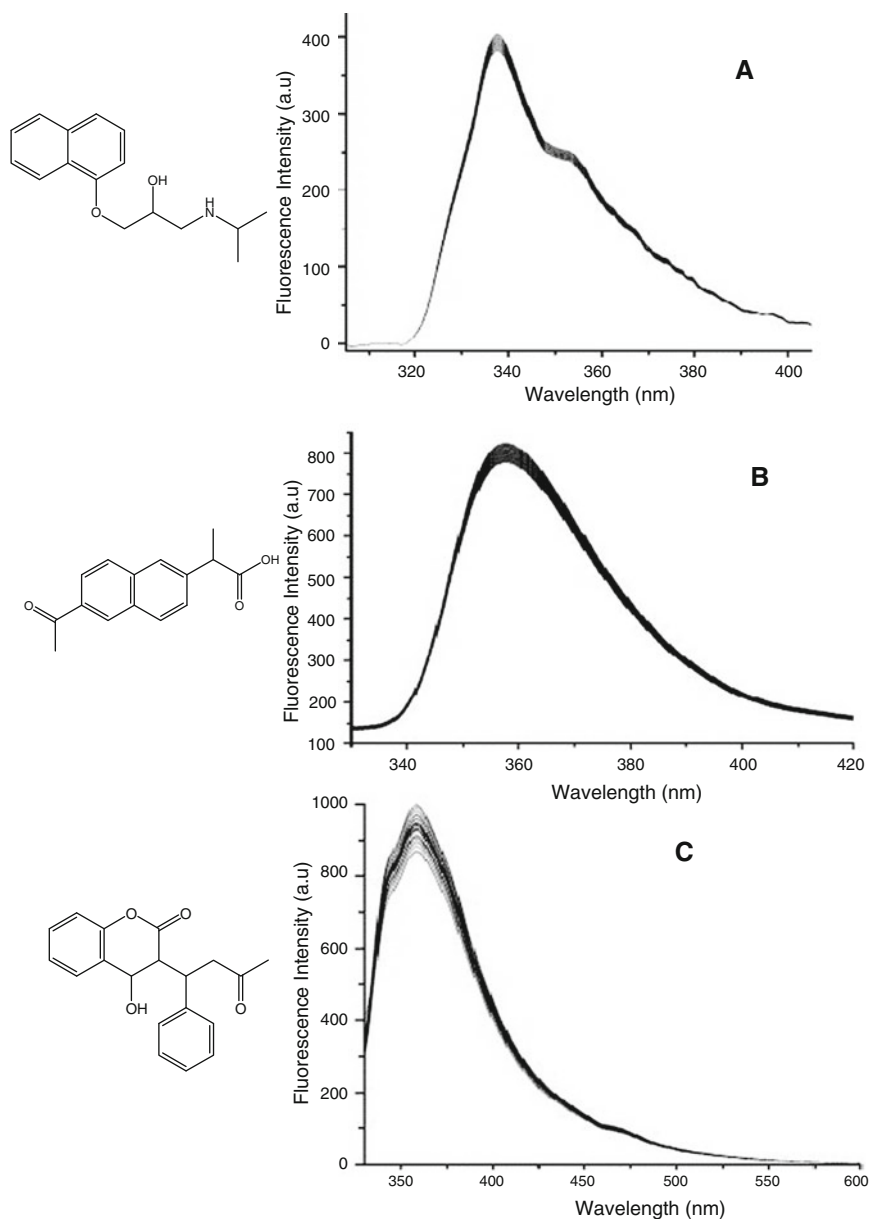 A
Fluorescence Intensity (a.u)
400
300
200
100
0
320
340
360
380
400
Wavelength (nm)
OH
O
H
N
B
Fluorescence Intensity (a.u)
800
700
600
500
400
300
200
100
340
360
380
400
420
Wavelength (nm)
O
OH
O
C
Fluorescence Intensity (a.u)
1000
800
600
400
200
0
350
400
450
500
550
600
Wavelength (nm)
O
O
OH
O